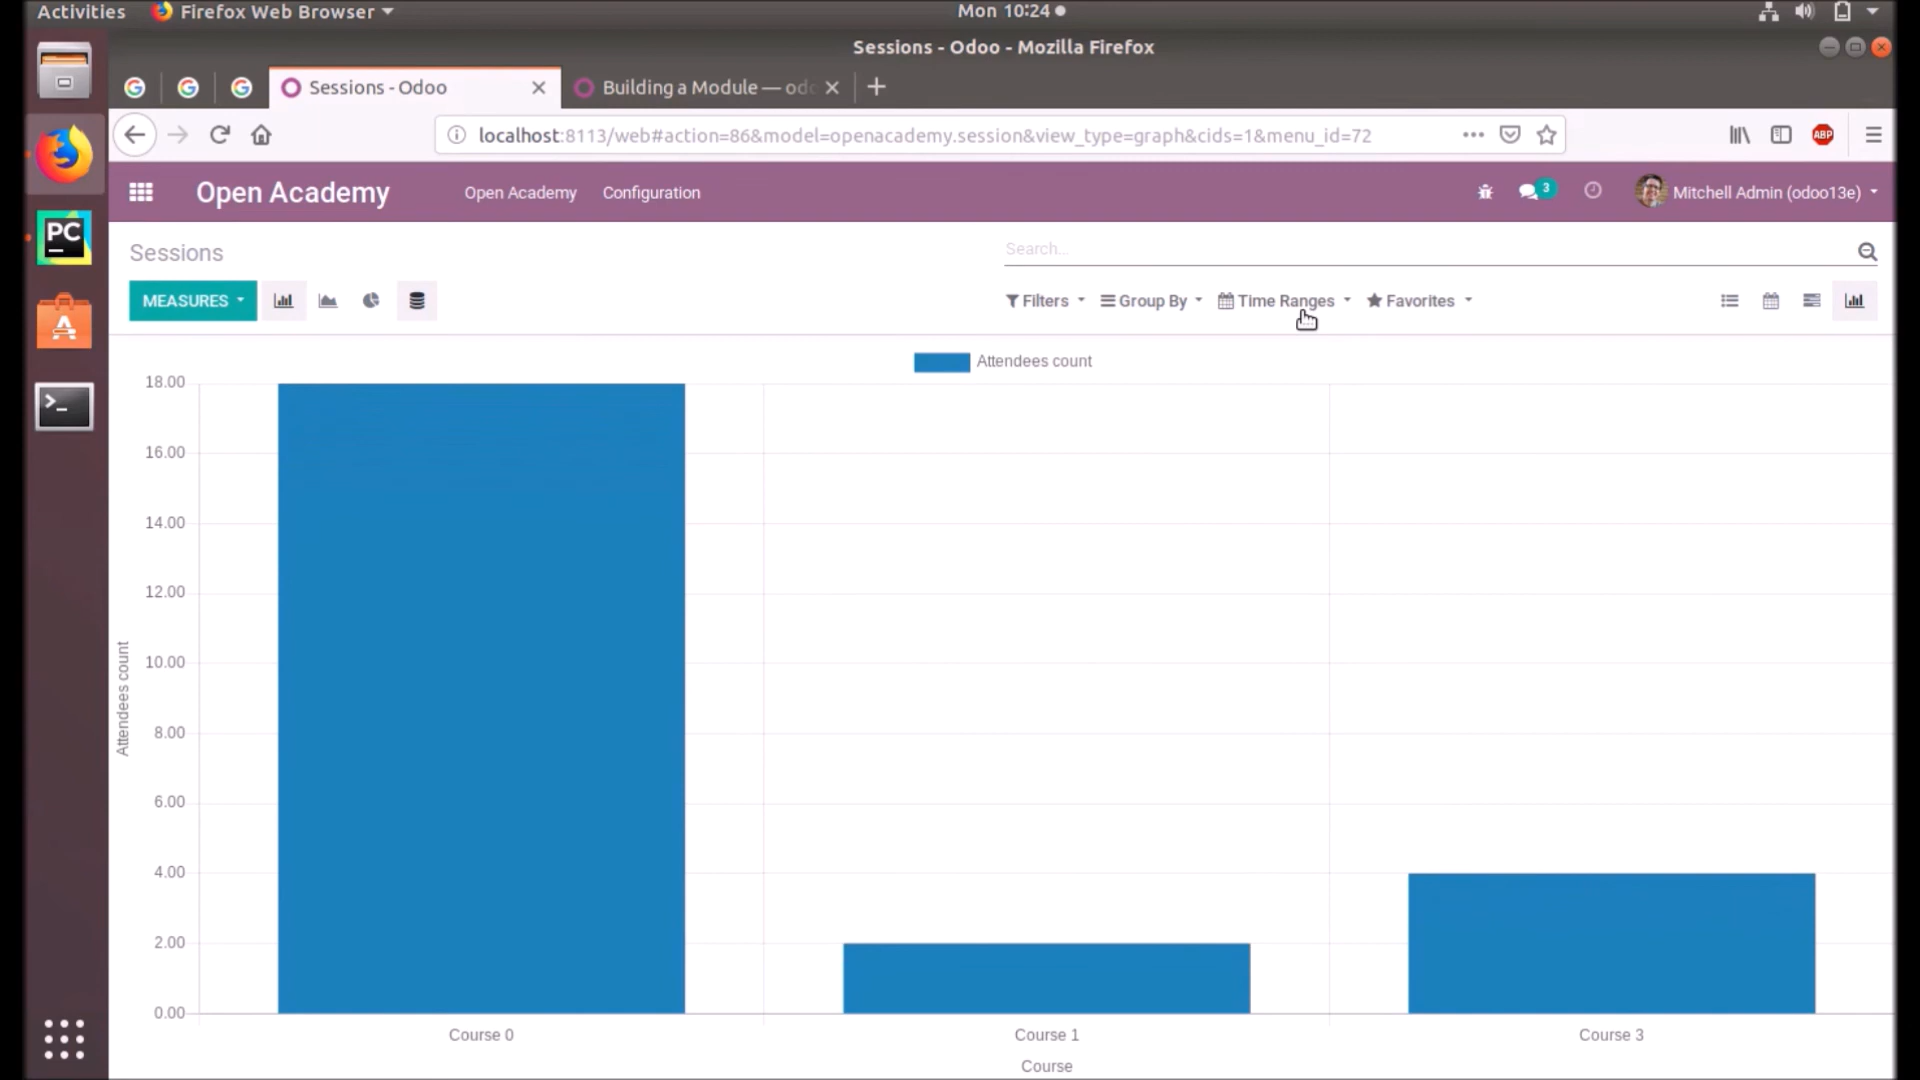 Activities Firefox Web Browser Mon 10:24
Sessions - Odoo - Mozilla Firefox
Sessions - Odoo Building a Module — odo
localhost:8113/web#action=86&model=openacademy.session&view_type=graph&cids=1&menu_id=72 ABP
Open Academy Open Academy Configuration 3 Mitchell Admin (odoo13e)
PC
Sessions Search...
MEASURES Filters Group By Time Ranges Favorites
Attendees count
18.00
16.00
14.00
12.00
10.00
8.00
6.00
4.00
2.00
0.00
Attendees count
Course 0 Course 1 Course 3
Course